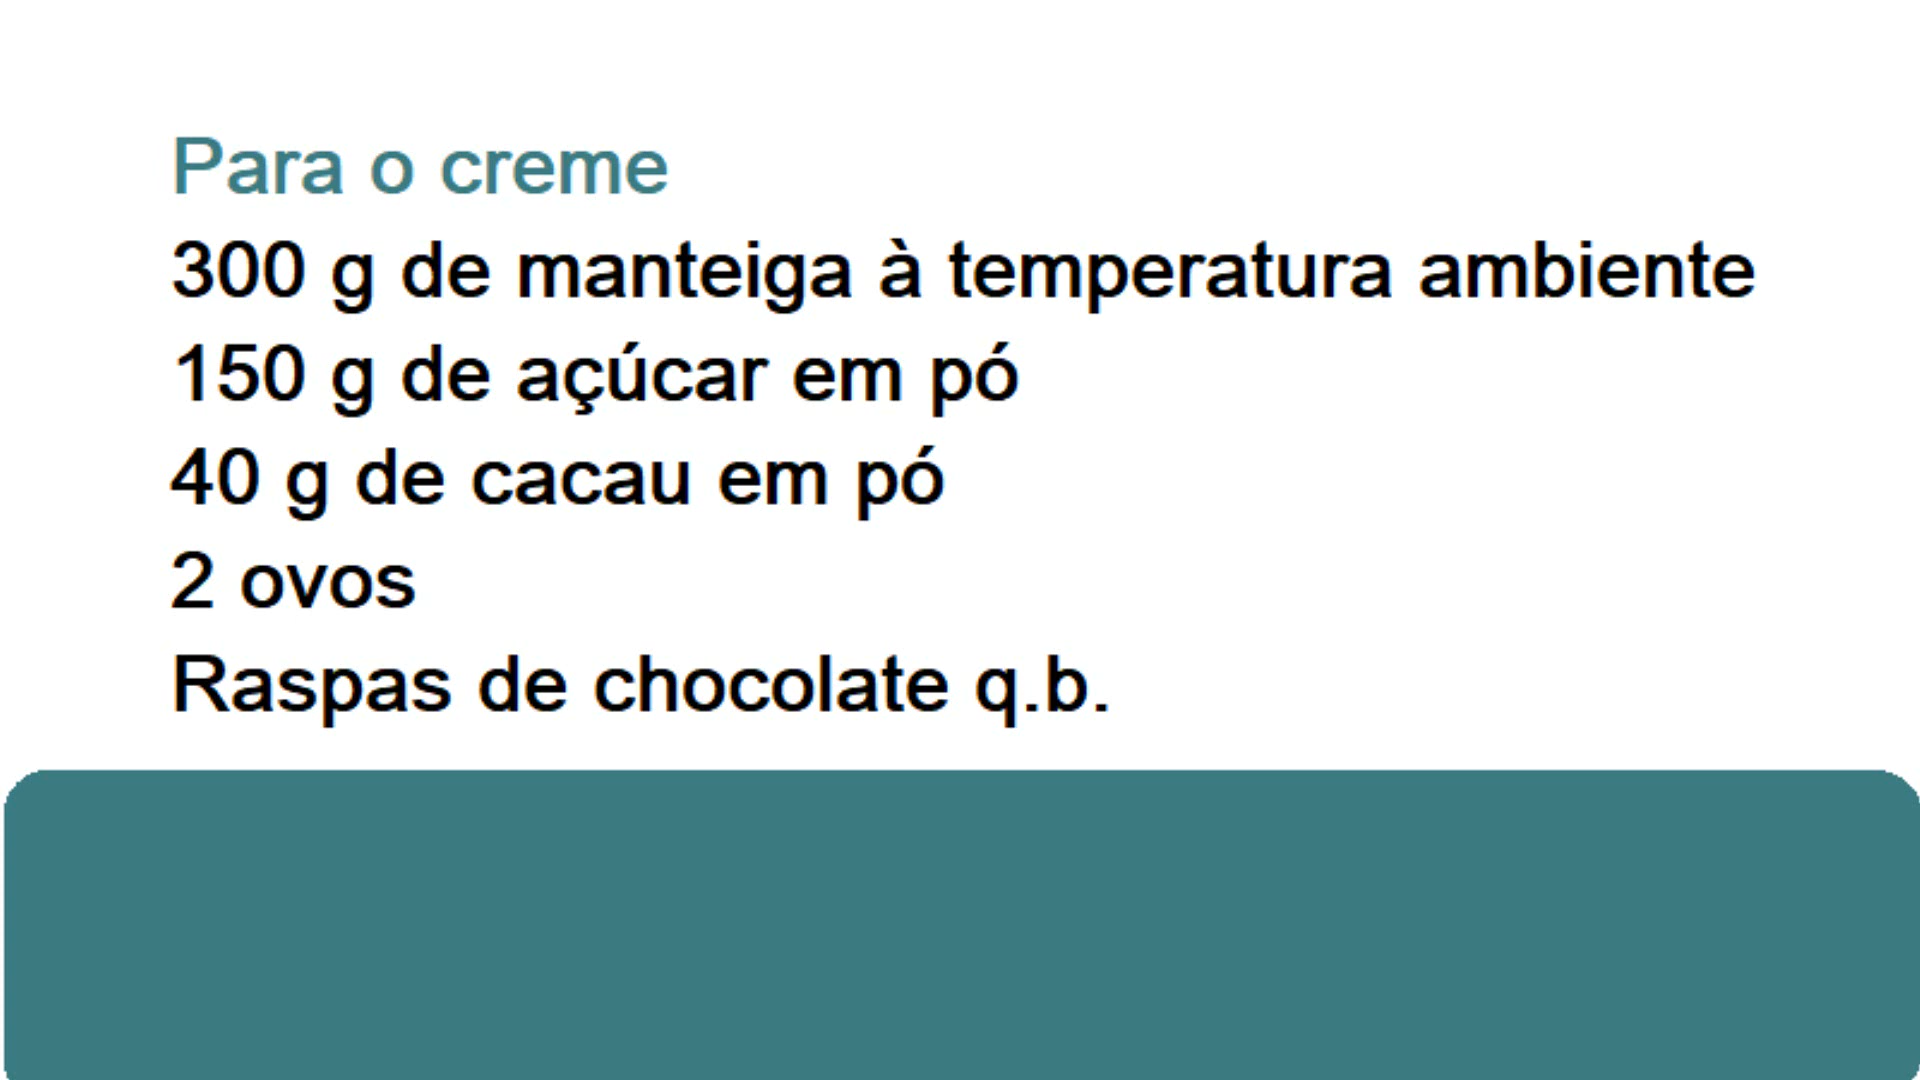 Para o creme
300 g de manteiga à temperatura ambiente
150 g de açúcar em pó
40 g de cacau em pó
2 ovos
Raspas de chocolate q.b.